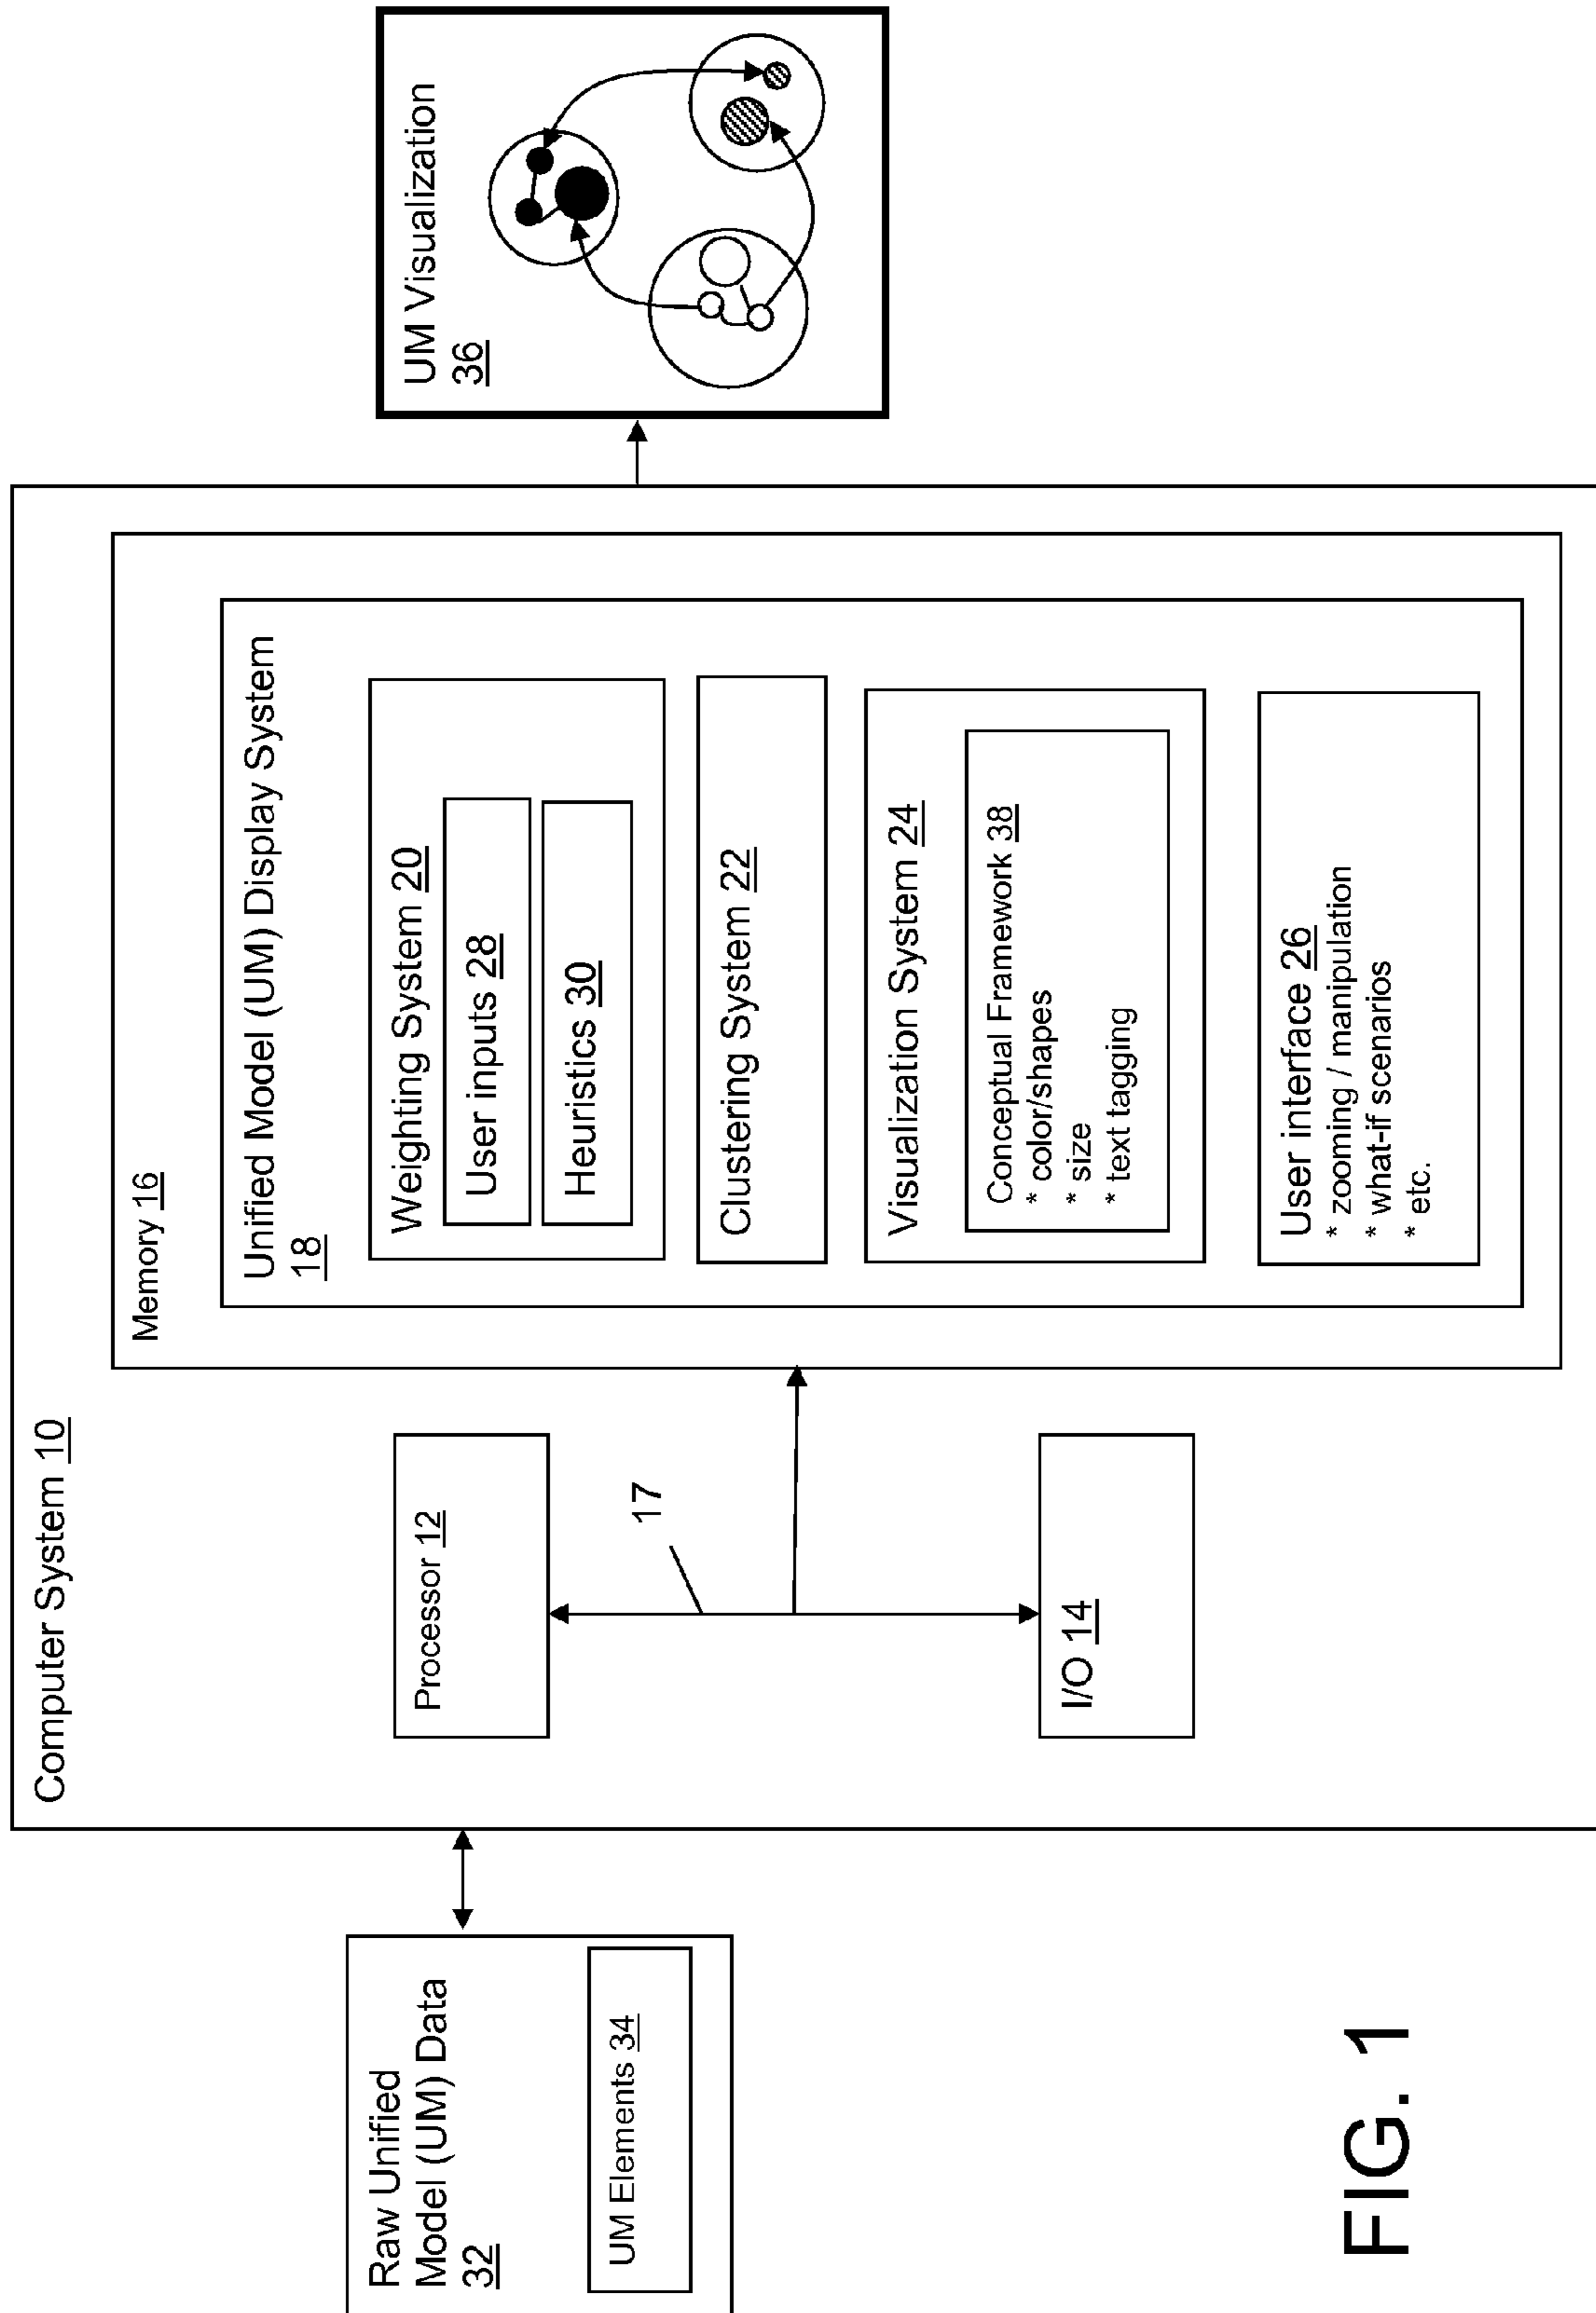 Computer System 10
Memory 16
Unified Model (UM) Display System
18
Weighting System 20
User inputs 28
Heuristics 30
Clustering System 22
Visualization System 24
Conceptual Framework 38
* color/shapes
* size
* text tagging
User interface 26
* zooming / manipulation
* what-if scenarios
* etc.
Processor 12
17
I/O 14
Raw Unified
Model (UM) Data
32
UM Elements 34
UM Visualization
36
FIG. 1